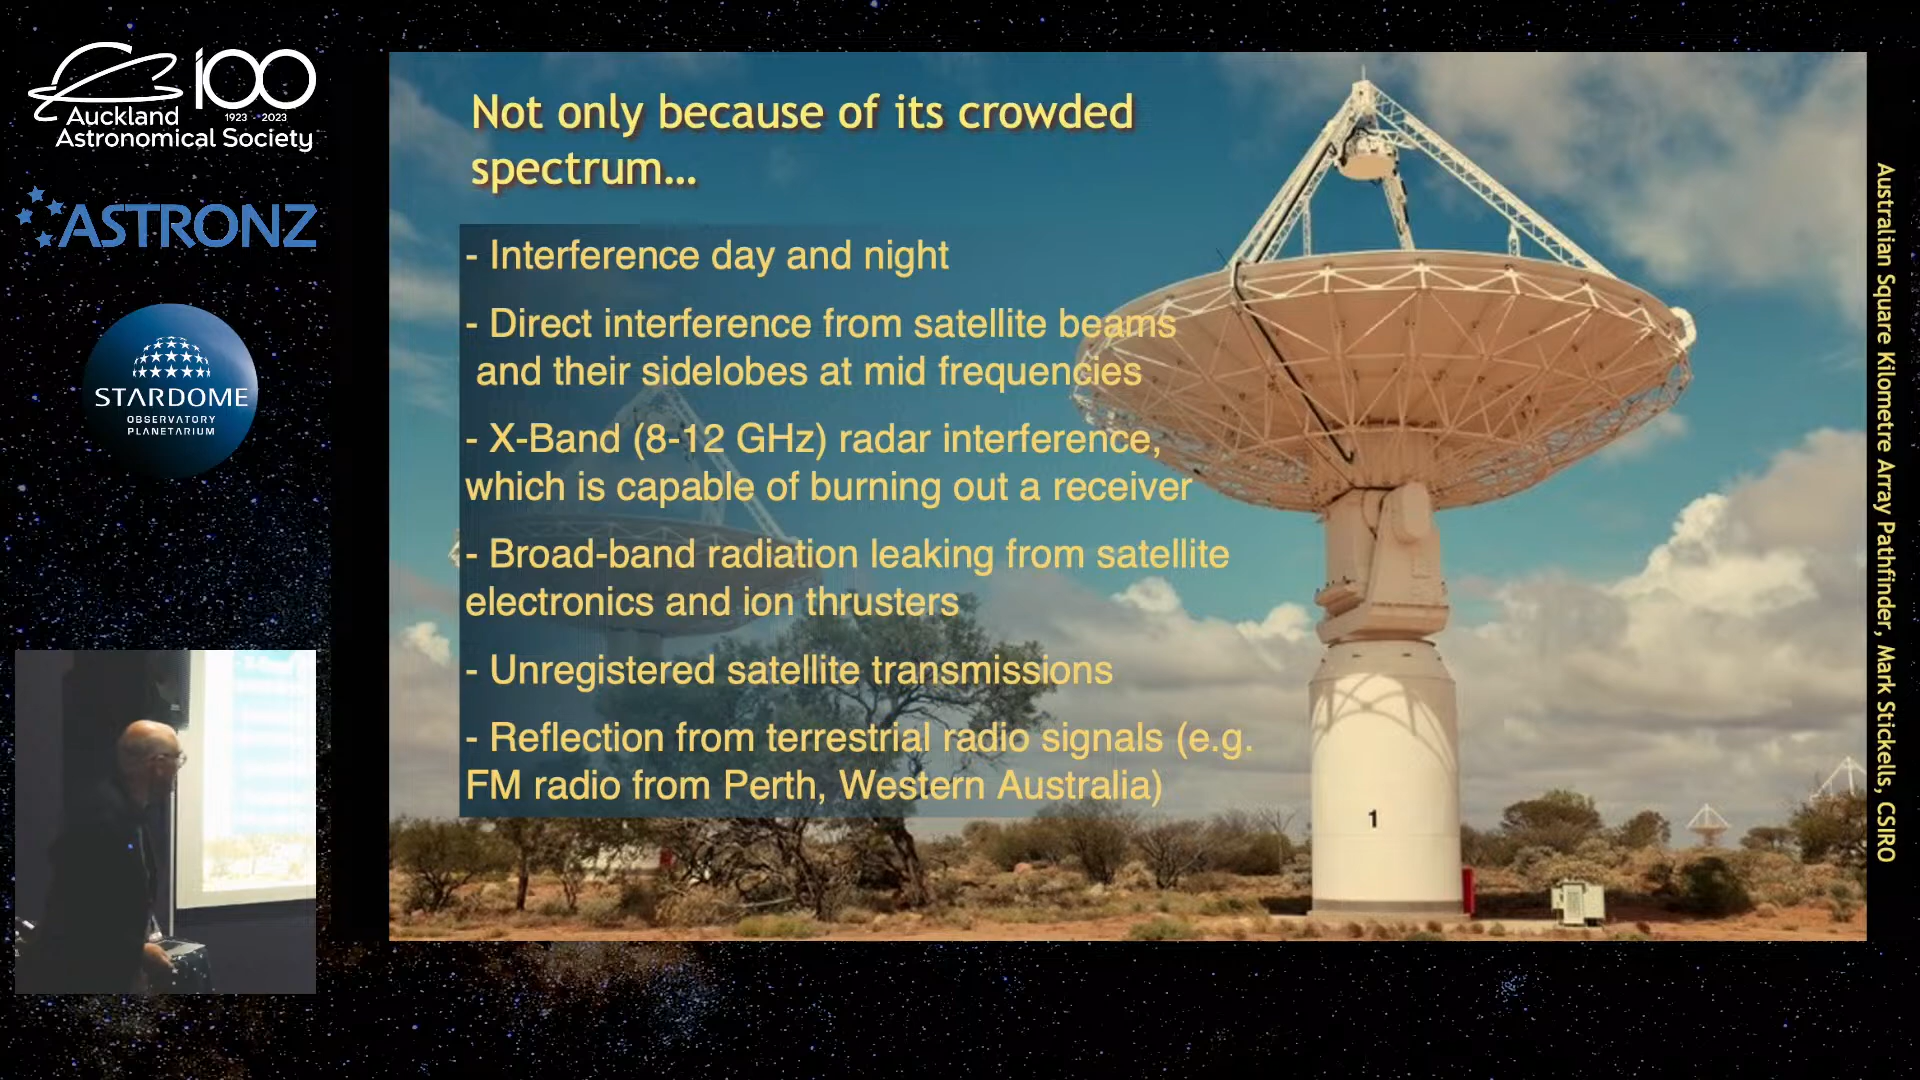 100
1923 - 2023
Auckland
Astronomical Society
ASTRONZ
STARDOME
OBSERVATORY
PLANETARIUM
Not only because of its crowded
spectrum...
- Interference day and night
- Direct interference from satellite beams
and their sidelobes at mid frequencies
- X-Band (8-12 GHz) radar interference,
which is capable of burning out a receiver
- Broad-band radiation leaking from satellite
electronics and ion thrusters
- Unregistered satellite transmissions
- Reflection from terrestrial radio signals (e.g.
FM radio from Perth, Western Australia)
1
Australian Square Kilometre Array Pathfinder, Mark Stickells, CSIRO